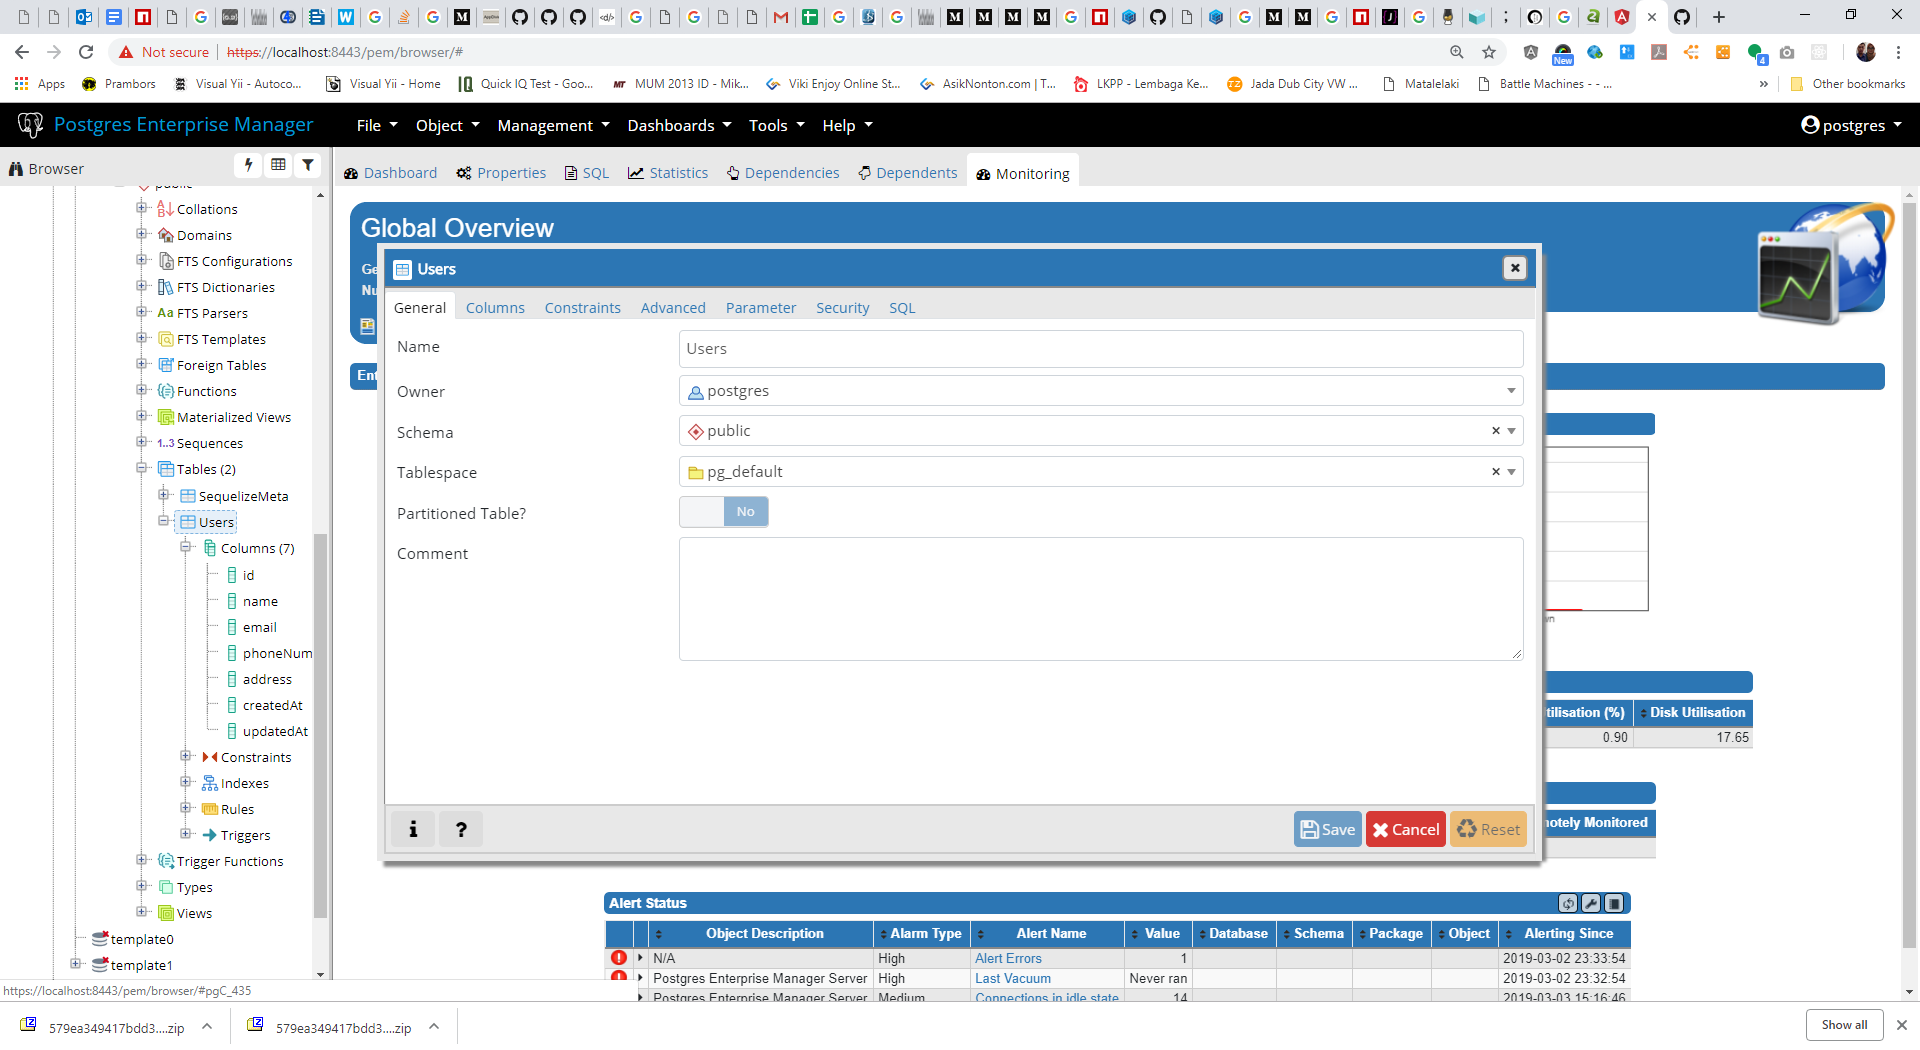 Not secure | https://localhost:8443/pem/browser/#
New
4
Apps Prambors Visual Yii - Autoco... Visual Yii - Home Quick IQ Test - Goo... MUM 2013 ID - Mik... Viki Enjoy Online St... AsikNonton.com | T... LKPP - Lembaga Ke... Jada Dub City VW ... Matalelaki Battle Machines - - ... » Other bookmarks
Postgres Enterprise Manager File Object Management Dashboards Tools Help postgres
Browser
Dashboard Properties SQL Statistics Dependencies Dependents Monitoring
public
Collations
Domains
FTS Configurations
FTS Dictionaries
Aa FTS Parsers
FTS Templates
Foreign Tables
Functions
Materialized Views
1..3 Sequences
Tables (2)
SequelizeMeta
Users
Columns (7)
id
name
email
phoneNum
address
createdAt
updatedAt
Constraints
Indexes
Rules
Triggers
Trigger Functions
Types
Views
template0
template1
https://localhost:8443/pem/browser/#pgC_435
Global Overview
Ge
Nu
Ent
Users
General Columns Constraints Advanced Parameter Security SQL
Name Users
Owner postgres
Schema public
Tablespace pg_default
Partitioned Table? No
Comment
i ? Save Cancel Reset
tilisation (%) Disk Utilisation
0.90 17.65
notely Monitored
Alert Status
Object Description Alarm Type Alert Name Value Database Schema Package Object Alerting Since
N/A High Alert Errors 1 2019-03-02 23:33:54
Postgres Enterprise Manager Server High Last Vacuum Never ran 2019-03-02 23:32:54
Postgres Enterprise Manager Server Medium Connections in idle state 14 2019-03-03 15:16:46
579ea349417bdd3....zip 579ea349417bdd3....zip Show all